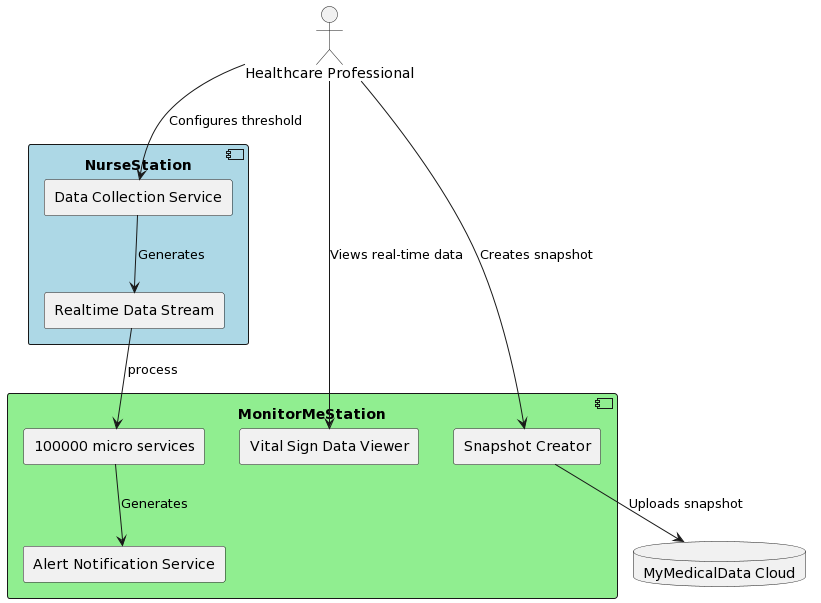 Healthcare Professional
Configures threshold
NurseStation
Data Collection Service
Generates
Views real-time data
Creates snapshot
Realtime Data Stream
process
MonitorMeStation
100000 micro services
Vital Sign Data Viewer
Snapshot Creator
Generates
Uploads snapshot
Alert Notification Service
MyMedicalData Cloud